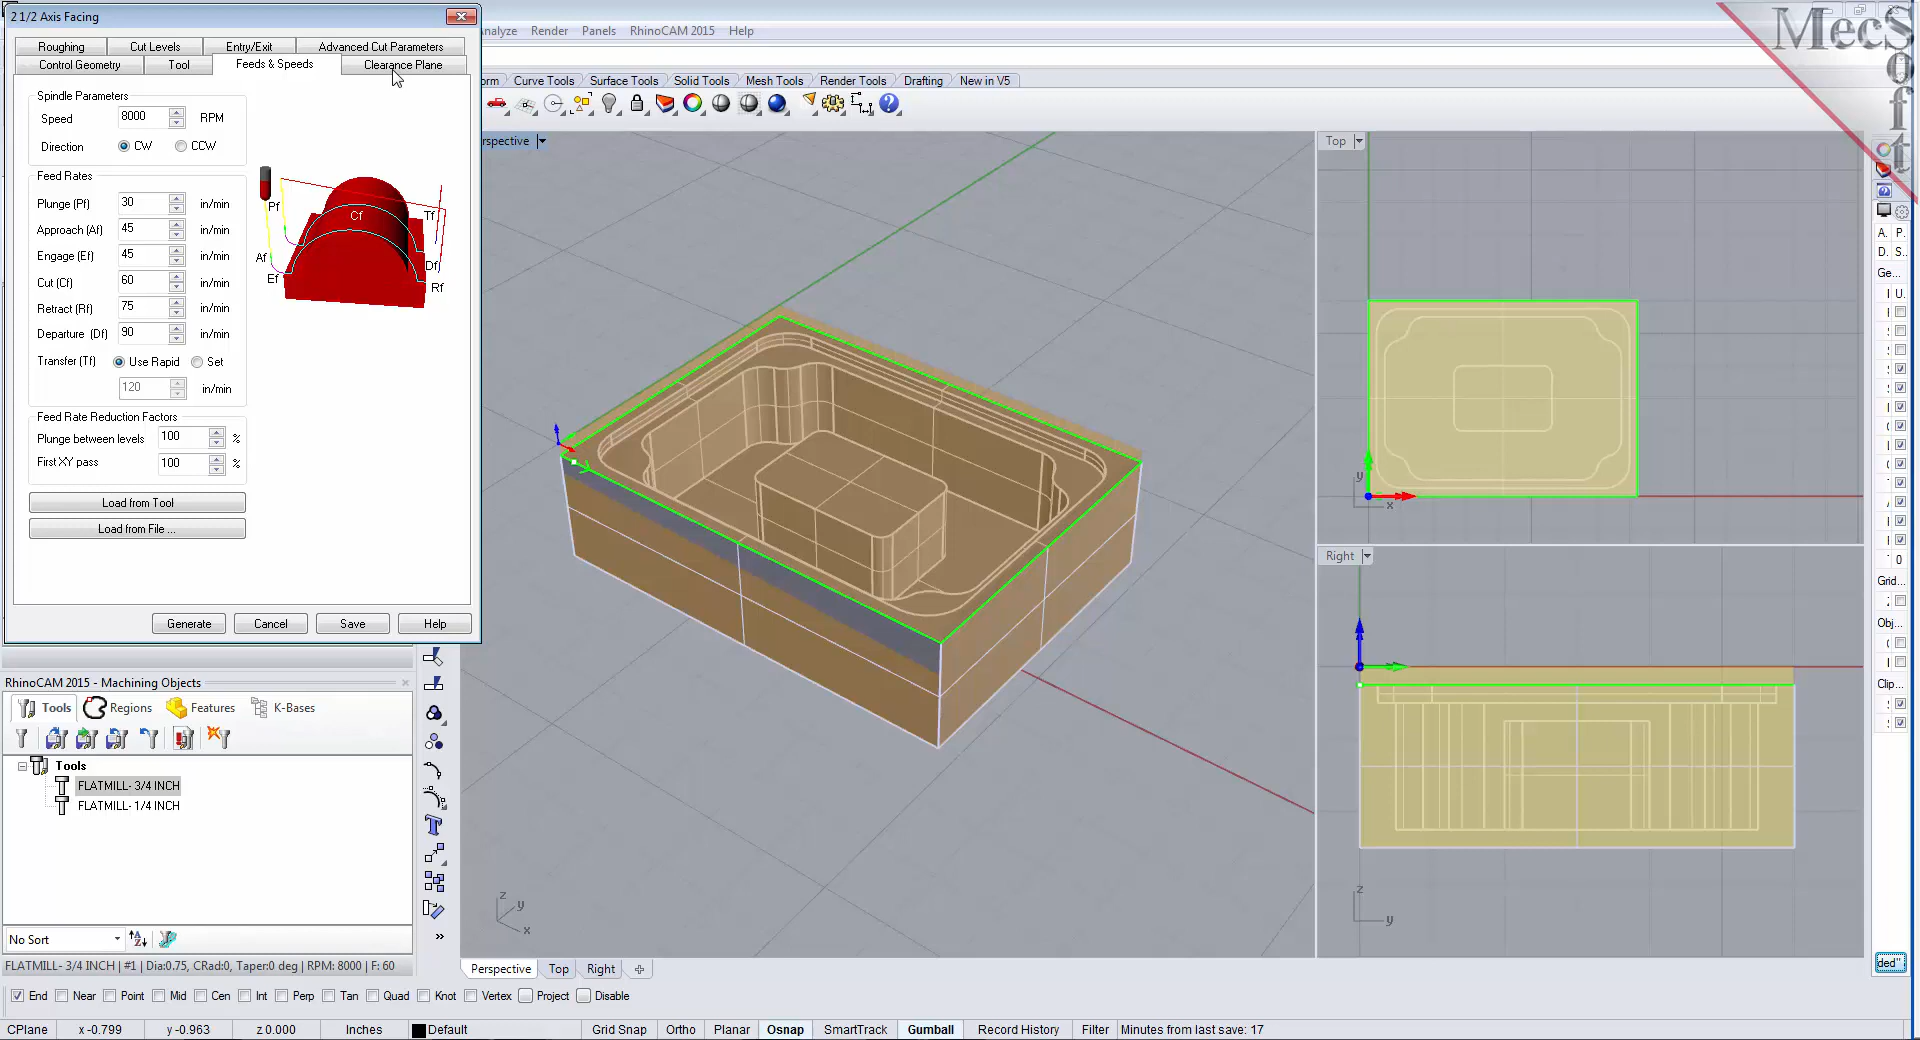 2 1/2 Axis Facing
Roughing
Cut Levels
Entry/Exit
Advanced Cut Parameters
Control Geometry
Tool
Feeds & Speeds
Clearance Plane
Spindle Parameters
Speed 8000 RPM
Direction CW CCW
Feed Rates
Plunge (Pf) 30 in/min
Approach (Af) 45 in/min
Engage (Ef) 45 in/min
Cut (Cf) 60 in/min
Retract (Rf) 75 in/min
Departure (Df) 90 in/min
Transfer (Tf) Use Rapid Set
120 in/min
Pf
Cf
Tf
Af
Df
Ef
Rf
Feed Rate Reduction Factors
Plunge between levels 100 %
First XY pass 100 %
Load from Tool
Load from File ...
Generate
Cancel
Save
Help
Analyze Render Panels RhinoCAM 2015 Help
orm Curve Tools Surface Tools Solid Tools Mesh Tools Render Tools Drafting New in V5
MecSoft
rspective
Top
Right
y
x
z
y
z
y
x
A. P.
D. S.
Ge...
U.
0
Grid...
Obj...
Clip...
ded"
RhinoCAM 2015 - Machining Objects
Tools Regions Features K-Bases
Tools
FLATMILL- 3/4 INCH
FLATMILL- 1/4 INCH
No Sort
FLATMILL- 3/4 INCH | #1 | Dia:0.75, CRad:0, Taper:0 deg | RPM: 8000 | F: 60
Perspective Top Right
End Near Point Mid Cen Int Perp Tan Quad Knot Vertex Project Disable
CPlane x -0.799 y -0.963 z 0.000 Inches Default Grid Snap Ortho Planar Osnap SmartTrack Gumball Record History Filter Minutes from last save: 17